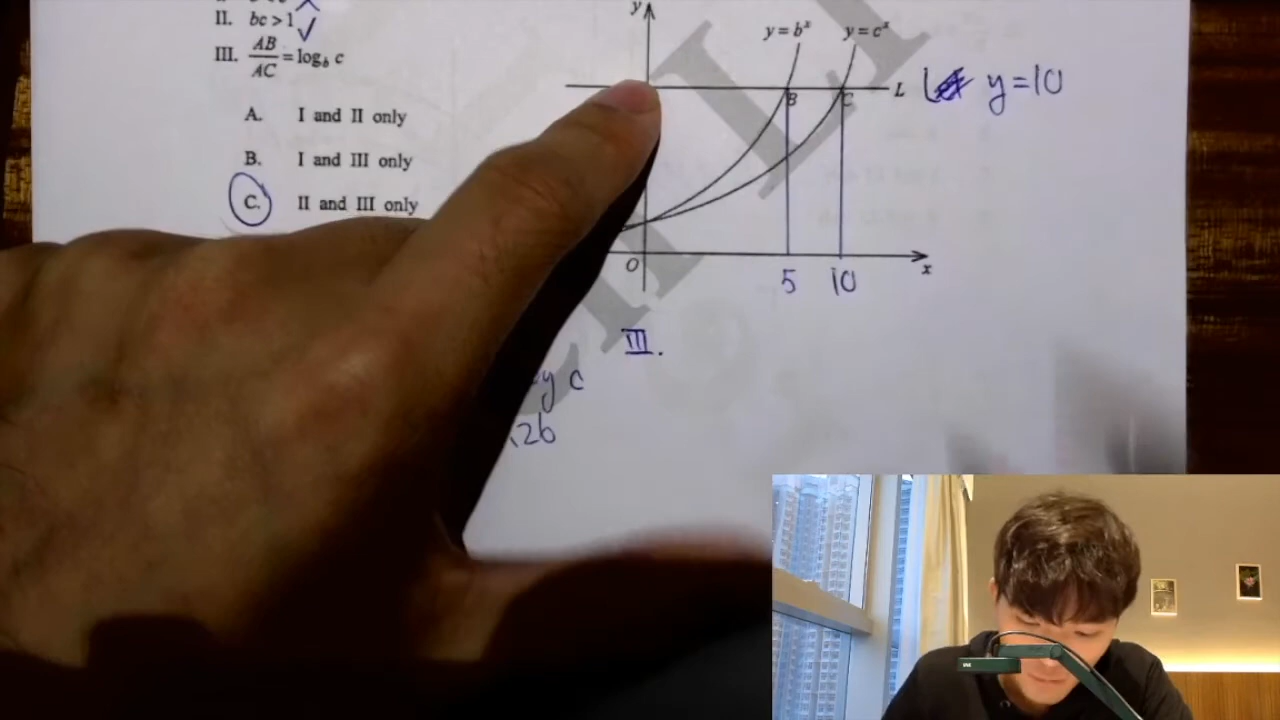 II. bc > 1 ✓
III. AB/AC = log_b c
A. I and II only
B. I and III only
C. II and III only
y
y = b^x
y = c^x
B
C
L
y=10
O
x
5
10
III.
y c
2b